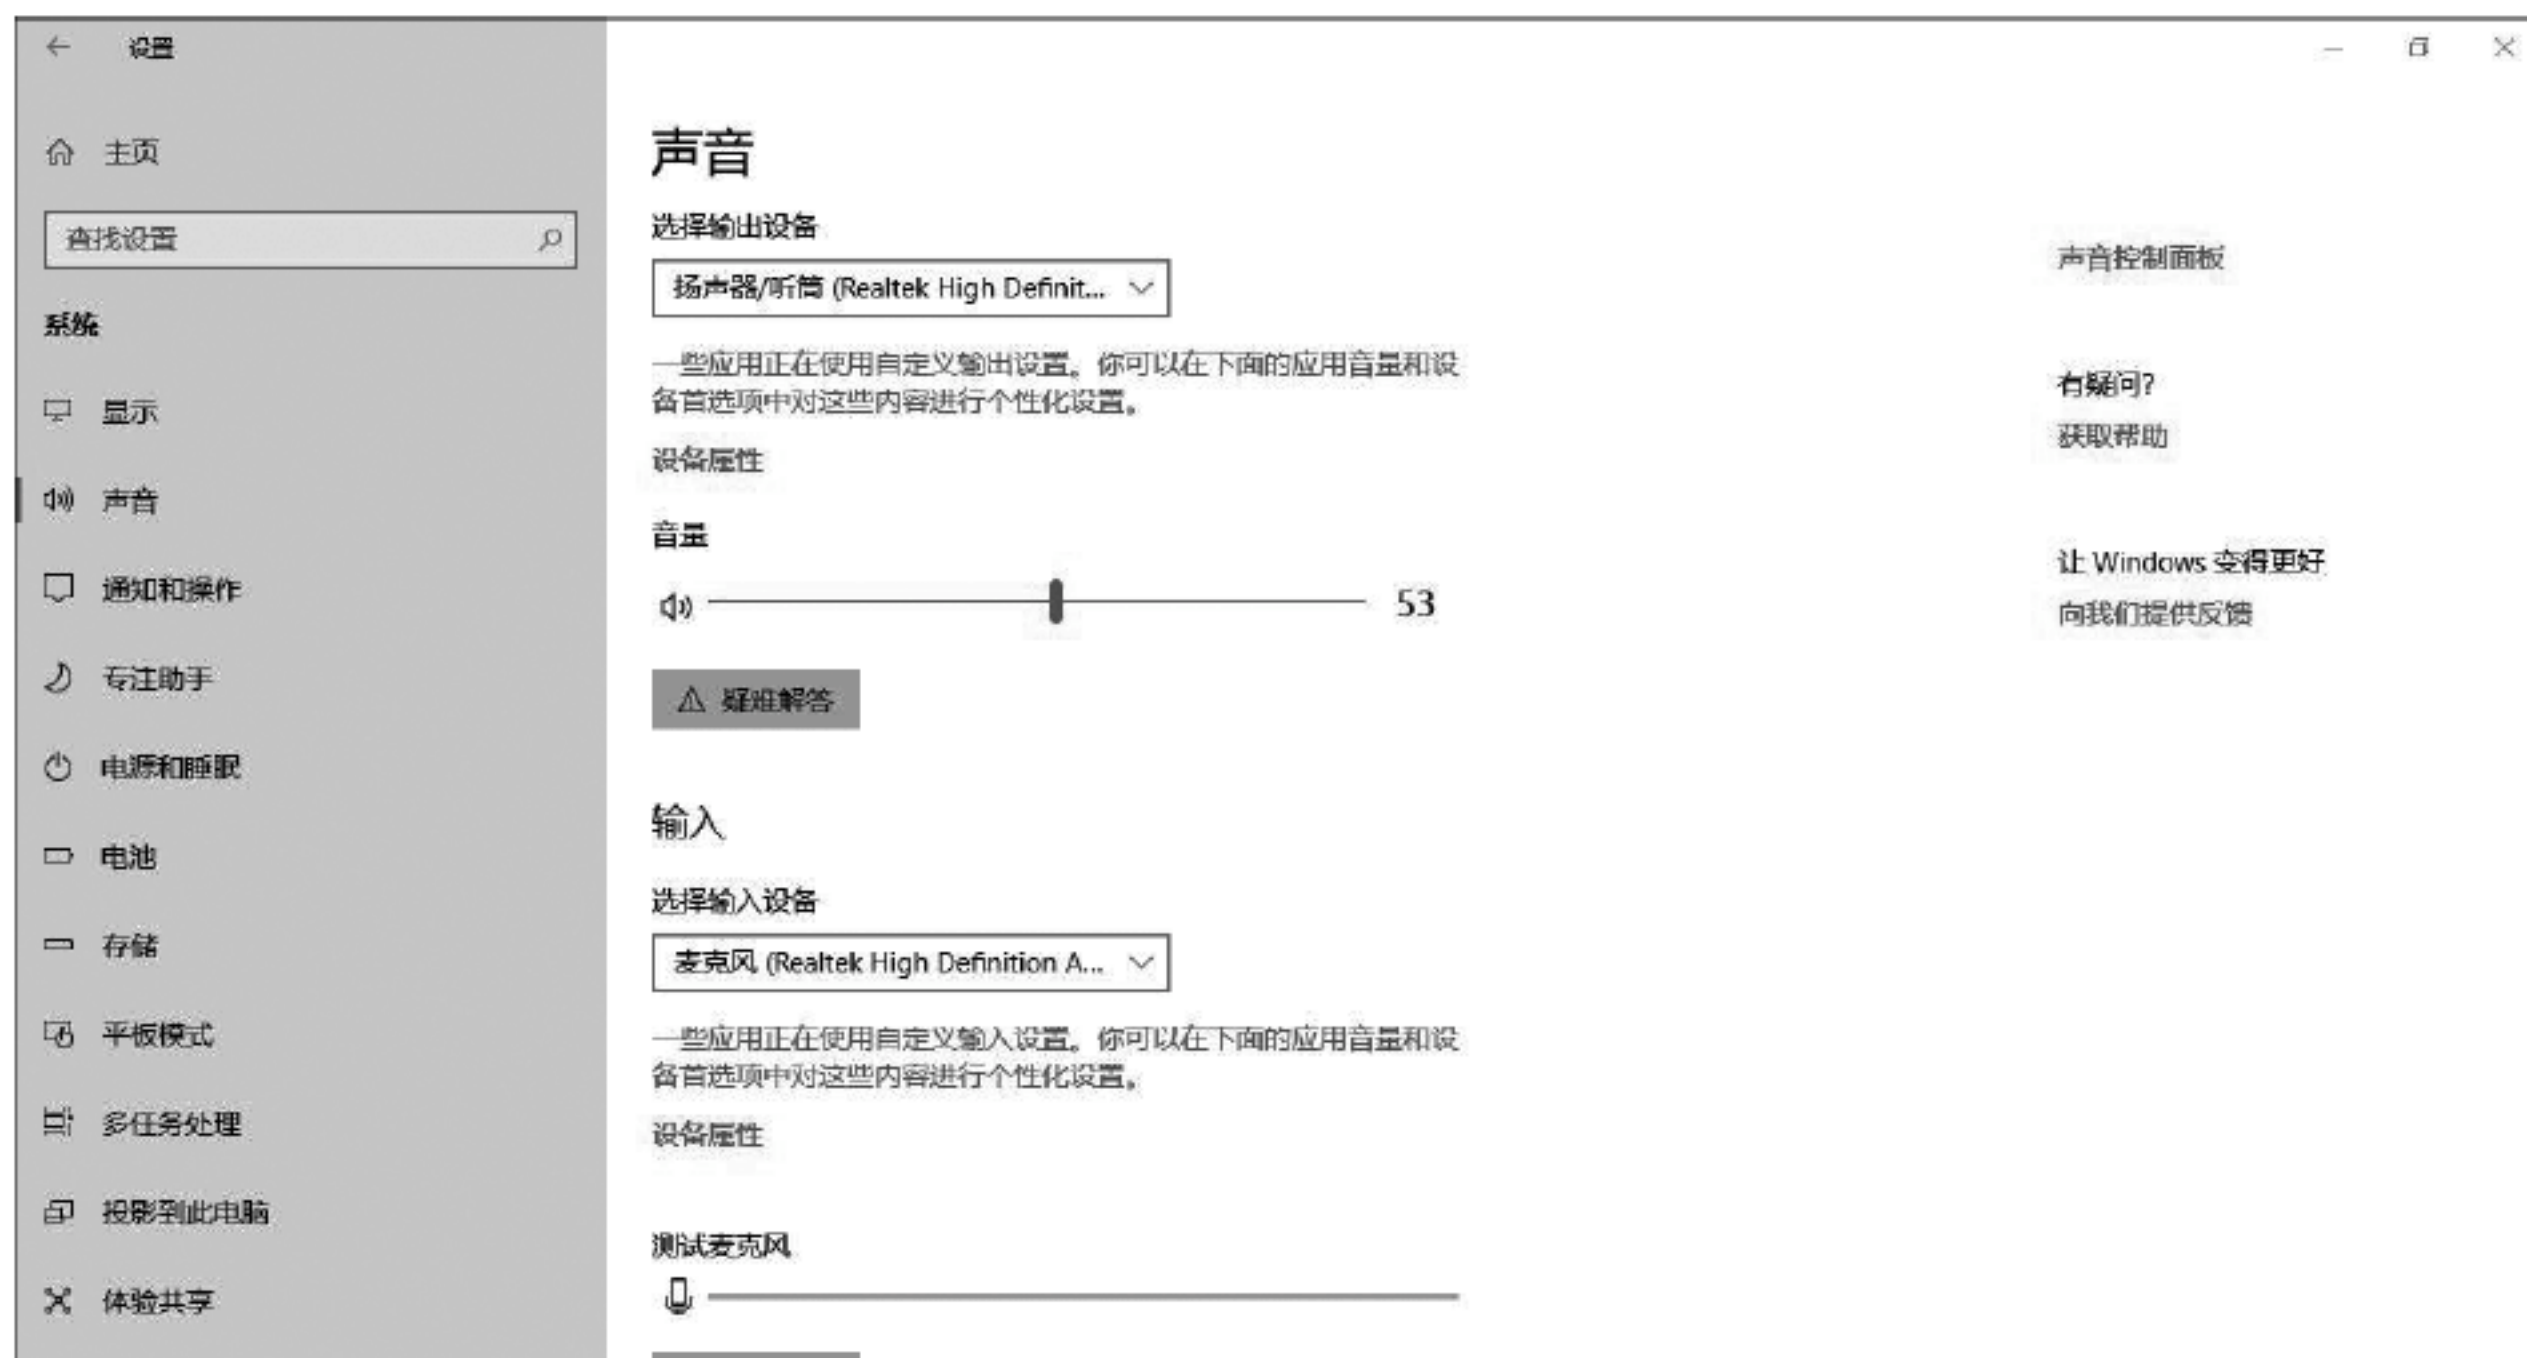 设置
主页
查找设置
系统
显示
声音
通知和操作
专注助手
电源和睡眠
电池
存储
平板模式
多任务处理
投影到此电脑
体验共享
声音
选择输出设备
扬声器/听筒 (Realtek High Definit...
一些应用正在使用自定义输出设置。你可以在下面的应用音量和设
备首选项中对这些内容进行个性化设置。
设备属性
音量
53
疑难解答
输入
选择输入设备
麦克风 (Realtek High Definition A...
一些应用正在使用自定义输入设置。你可以在下面的应用音量和设
备首选项中对这些内容进行个性化设置。
设备属性
测试麦克风
声音控制面板
有疑问?
获取帮助
让 Windows 变得更好
向我们提供反馈